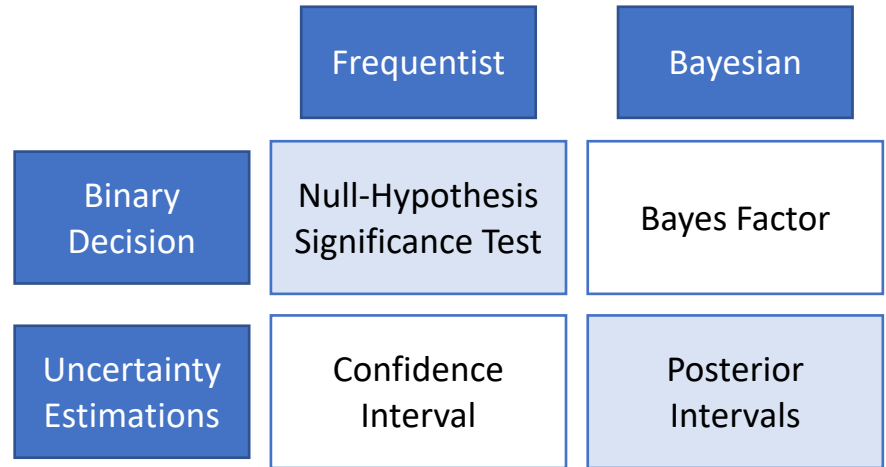 Frequentist
Bayesian
Binary
Decision
Null-Hypothesis
Significance Test
Bayes Factor
Uncertainty
Estimations
Confidence
Interval
Posterior
Intervals